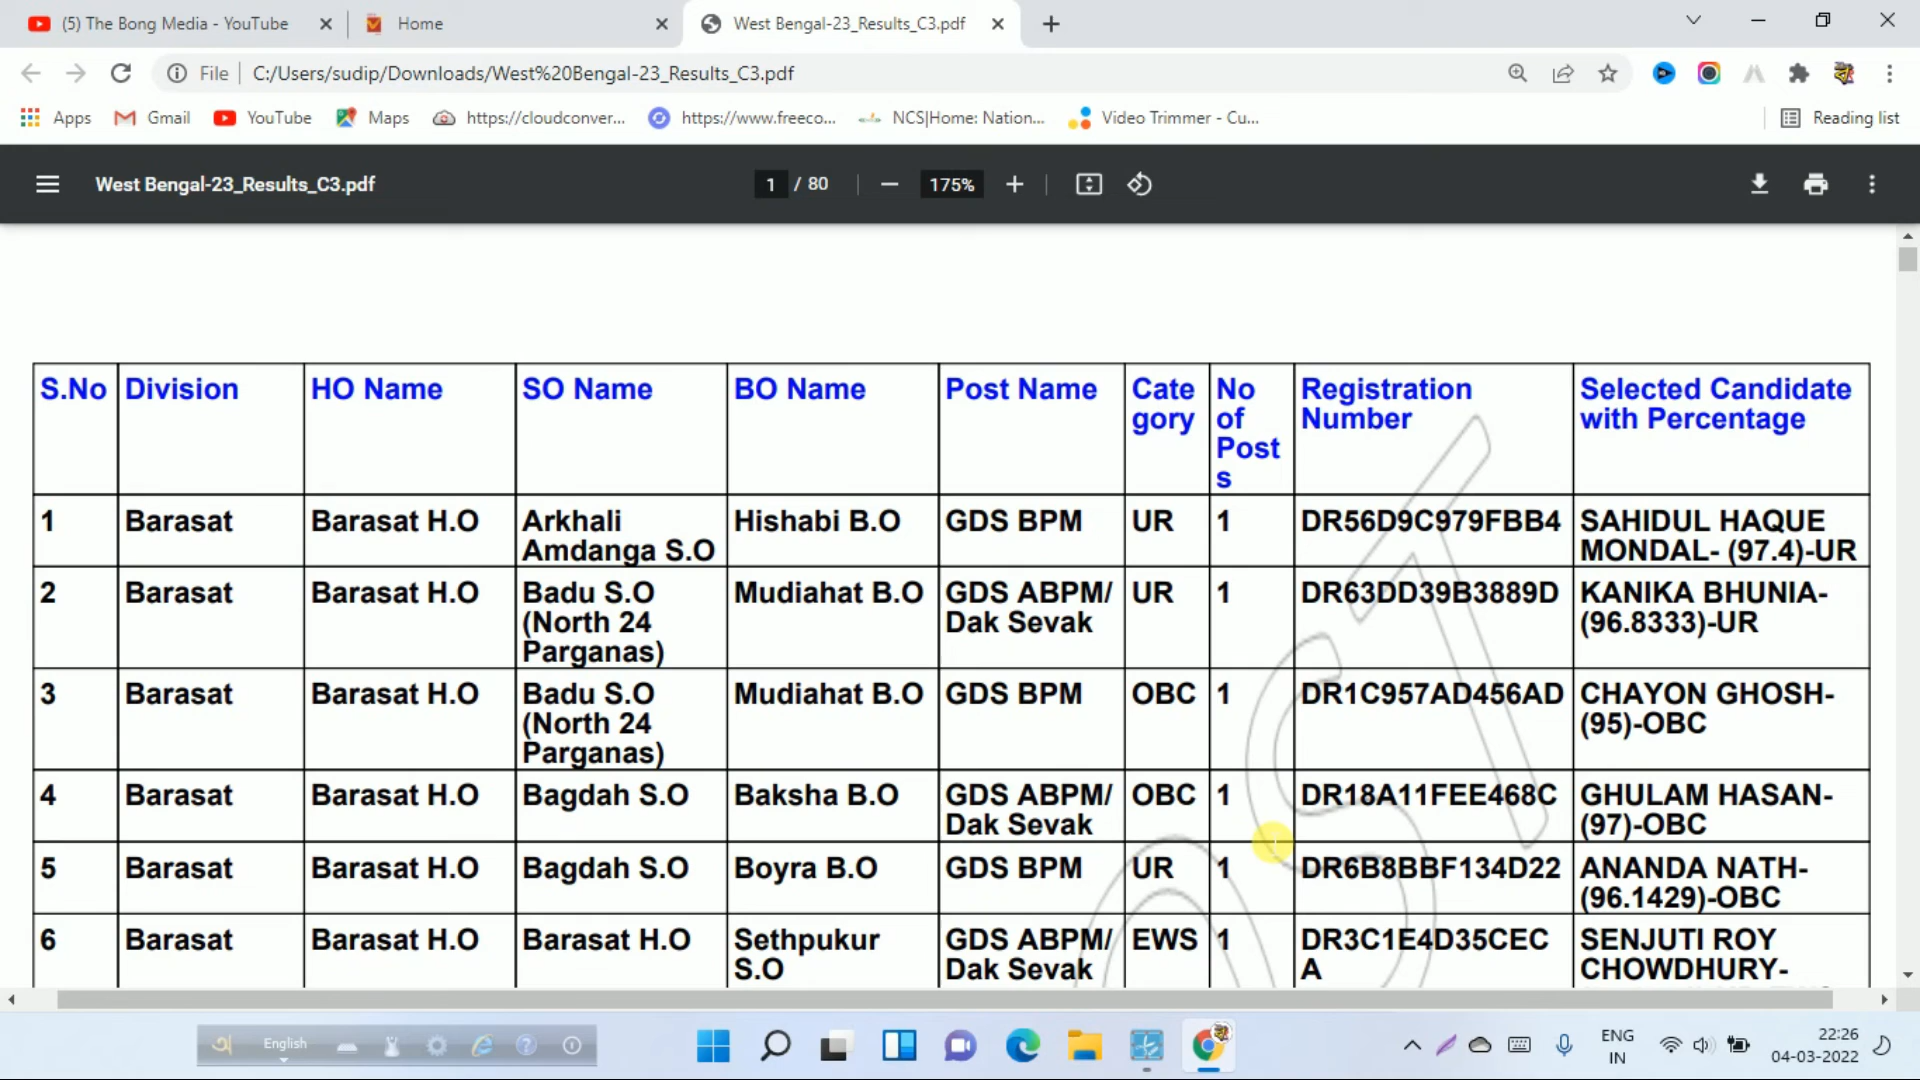 (5) The Bong Media - YouTube
Home
West Bengal-23_Results_C3.pdf
File
C:/Users/sudip/Downloads/West%20Bengal-23_Results_C3.pdf
Apps
Gmail
YouTube
Maps
https://cloudconver...
https://www.freeco...
NCS|Home: Nation...
Video Trimmer - Cu...
Reading list
West Bengal-23_Results_C3.pdf
1 / 80
175%
S.No Division HO Name SO Name BO Name Post Name Cate No Registration Selected Candidate
gory of Number with Percentage
Post
s
1 Barasat Barasat H.O Arkhali Hishabi B.O GDS BPM UR 1 DR56D9C979FBB4 SAHIDUL HAQUE
Amdanga S.O MONDAL- (97.4)-UR
2 Barasat Barasat H.O Badu S.O Mudiahat B.O GDS ABPM/ UR 1 DR63DD39B3889D KANIKA BHUNIA-
(North 24 Dak Sevak (96.8333)-UR
Parganas)
3 Barasat Barasat H.O Badu S.O Mudiahat B.O GDS BPM OBC 1 DR1C957AD456AD CHAYON GHOSH-
(North 24 (95)-OBC
Parganas)
4 Barasat Barasat H.O Bagdah S.O Baksha B.O GDS ABPM/ OBC 1 DR18A11FEE468C GHULAM HASAN-
Dak Sevak (97)-OBC
5 Barasat Barasat H.O Bagdah S.O Boyra B.O GDS BPM UR 1 DR6B8BBF134D22 ANANDA NATH-
(96.1429)-OBC
6 Barasat Barasat H.O Barasat H.O Sethpukur GDS ABPM/ EWS 1 DR3C1E4D35CEC SENJUTI ROY
S.O Dak Sevak A CHOWDHURY-
English
ENG
IN
22:26
04-03-2022